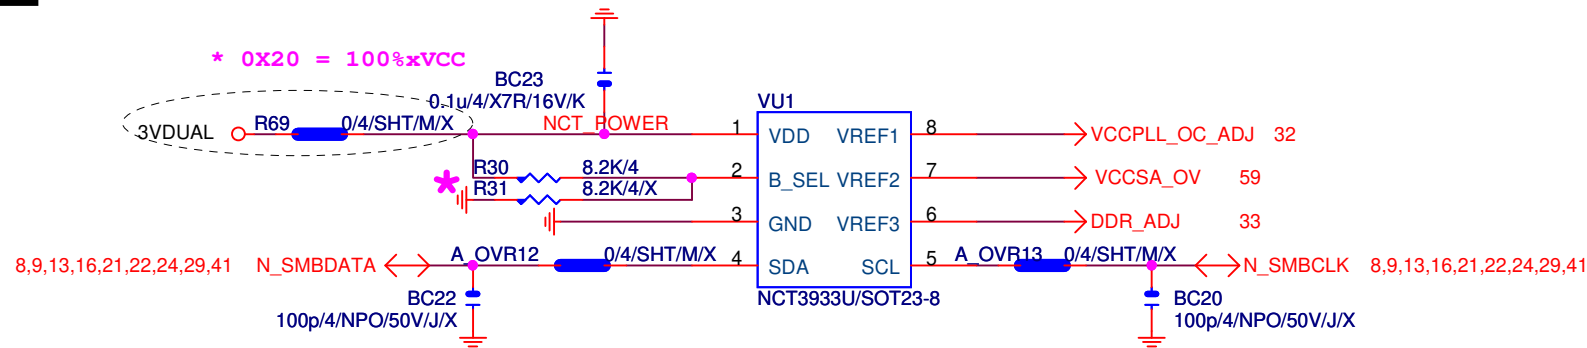 * 0X20 = 100%xVCC
BC23
0.1u/4/X7R/16V/K
VU1
3VDUAL R69 0/4/SHT/M/X NCT_POWER 1 VDD VREF1 8 VCCPLL_OC_ADJ 32
R30 8.2K/4 2 B_SEL VREF2 7 VCCSA_OV 59
* R31 8.2K/4/X
3 GND VREF3 6 DDR_ADJ 33
8,9,13,16,21,22,24,29,41 N_SMBDATA A_OVR12 0/4/SHT/M/X 4 SDA SCL 5 A_OVR13 0/4/SHT/M/X N_SMBCLK 8,9,13,16,21,22,24,29,41
BC22 NCT3933U/SOT23-8 BC20
100p/4/NPO/50V/J/X 100p/4/NPO/50V/J/X